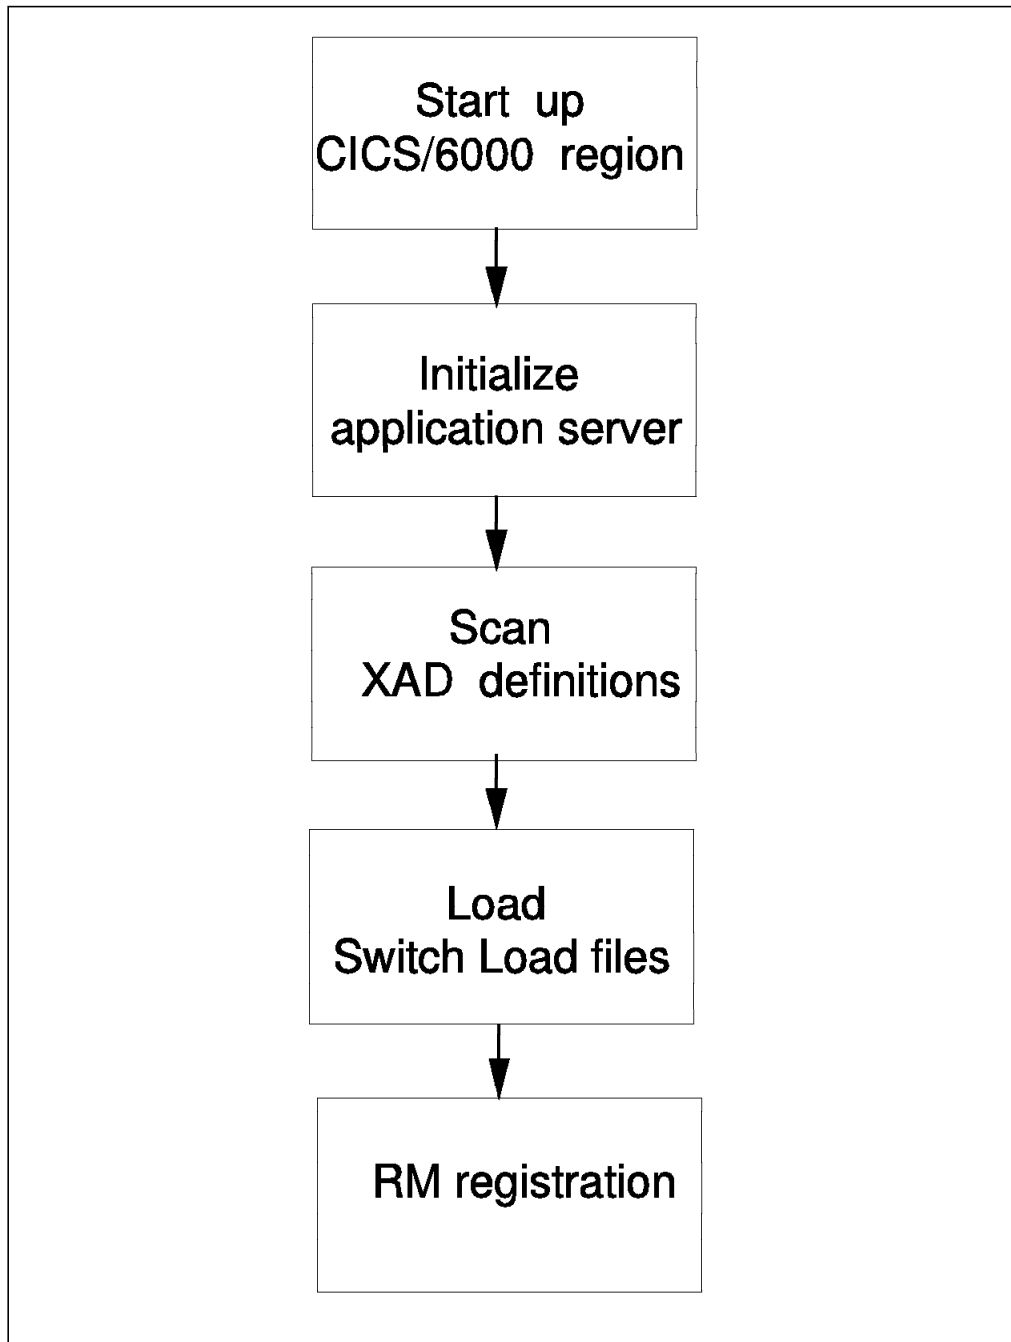 Start up
CICS/6000 region
Initialize
application server
Scan
XAD definitions
Load
Switch Load files
RM registration